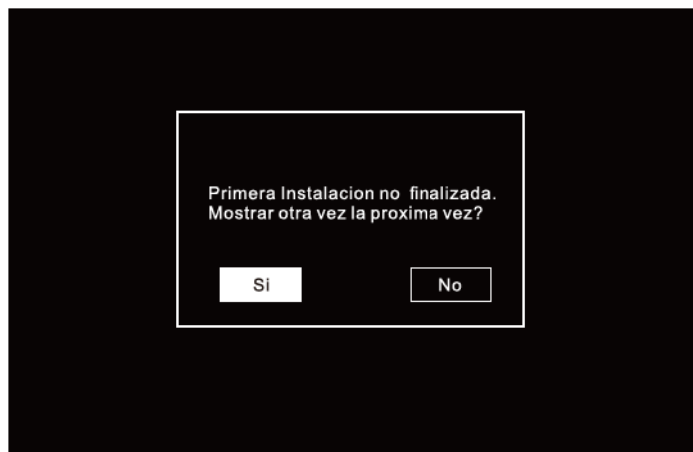 Primera Instalacion no finalizada.
Mostrar otra vez la proxima vez?
Si No